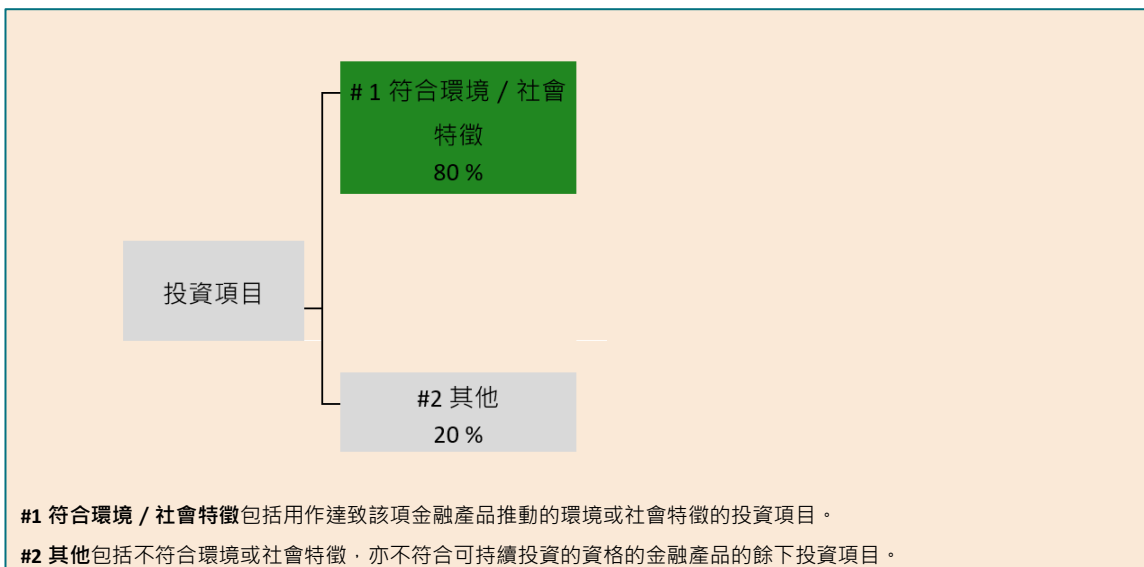 # 1 符合環境 / 社會
特徵
80 %
投資項目
#2 其他
20 %
#1 符合環境 / 社會特徵包括用作達致該項金融產品推動的環境或社會特徵的投資項目。
#2 其他包括不符合環境或社會特徵，亦不符合可持續投資的資格的金融產品的餘下投資項目。